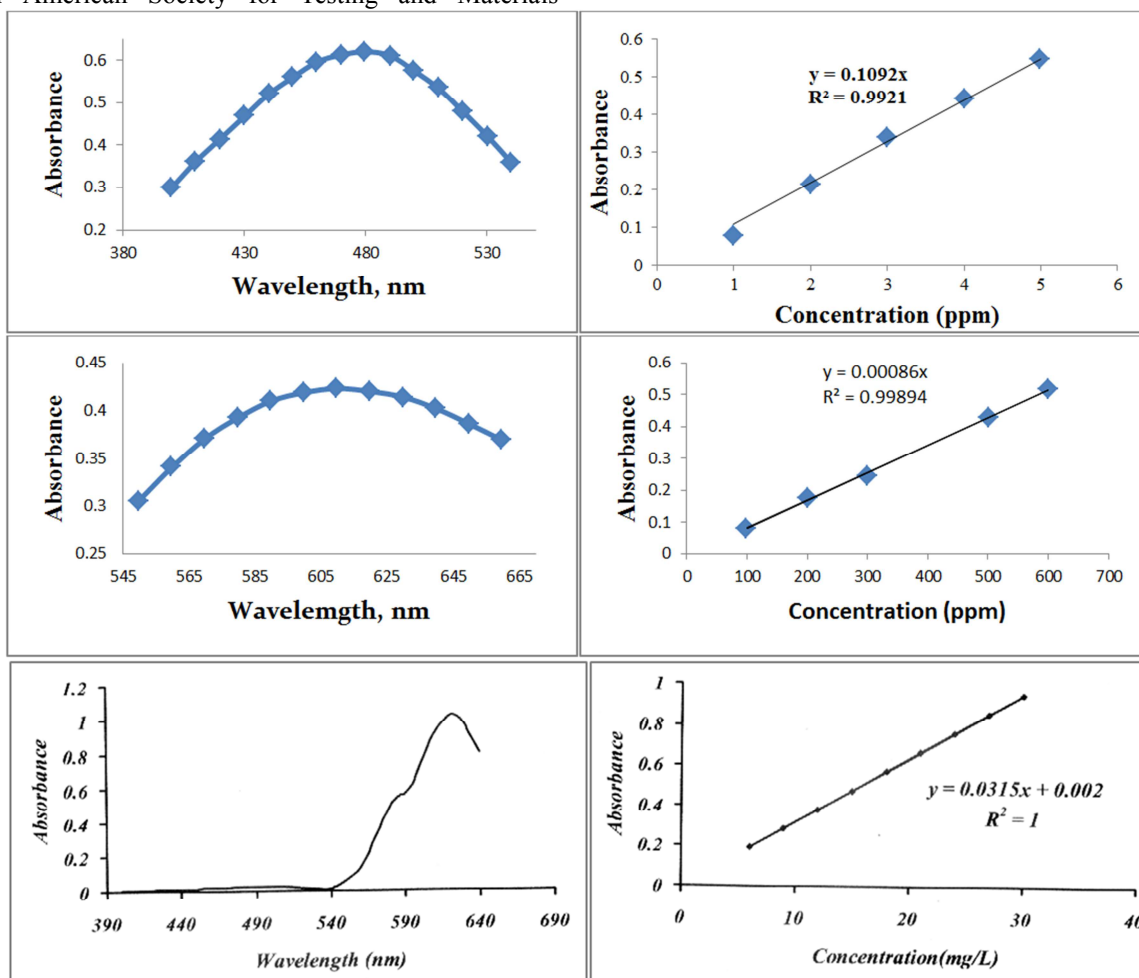 American Society for Testing and Materials
0.6
0.5
0.4
0.3
0.2
380 430 480 530
Absorbance
Wavelength, nm
0.6
0.5
0.4
0.3
0.2
0.1
0
0 1 2 3 4 5 6
Absorbance
y = 0.1092x
R² = 0.9921
Concentration (ppm)
0.45
0.4
0.35
0.3
0.25
545 565 585 605 625 645 665
Absorbance
Wavelemgth, nm
0.6
0.5
0.4
0.3
0.2
0.1
0
0 100 200 300 400 500 600 700
Absorbance
y = 0.00086x
R² = 0.99894
Concentration (ppm)
1.2
1
0.8
0.6
0.4
0.2
0
390 440 490 540 590 640 690
Absorbance
Wavelength (nm)
1
0.8
0.6
0.4
0.2
0
0 10 20 30 40
Absorbance
y = 0.0315x + 0.002
R² = 1
Concentration(mg/L)